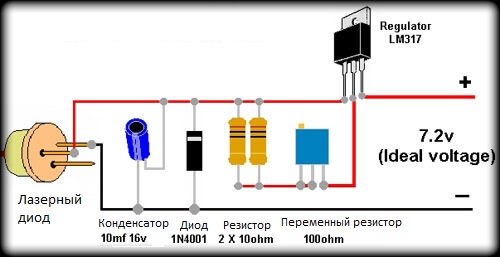 Regulator
LM317
+
7.2v
(Ideal voltage)
–
Лазерный
диод
Конденсатор
10mf 16v
Диод
1N4001
Резистор
2 X 10ohm
Переменный резистор
100ohm